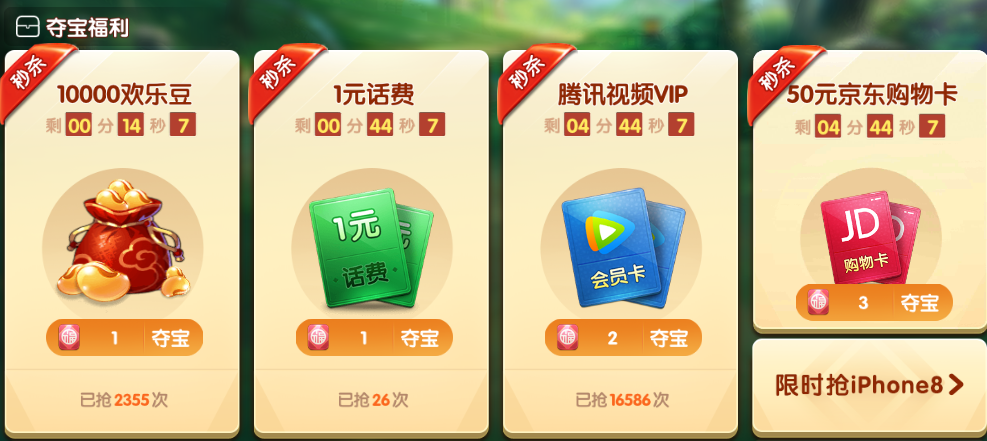 夺宝福利
秒杀
10000欢乐豆
剩 00 分 14 秒 7
福 1 夺宝
已抢 2355 次
秒杀
1元话费
剩 00 分 44 秒 7
1元
话费
福 1 夺宝
已抢 26 次
秒杀
腾讯视频VIP
剩 04 分 44 秒 7
会员卡
福 2 夺宝
已抢 16586 次
秒杀
50元京东购物卡
剩 04 分 44 秒 7
JD
购物卡
福 3 夺宝
限时抢iPhone8